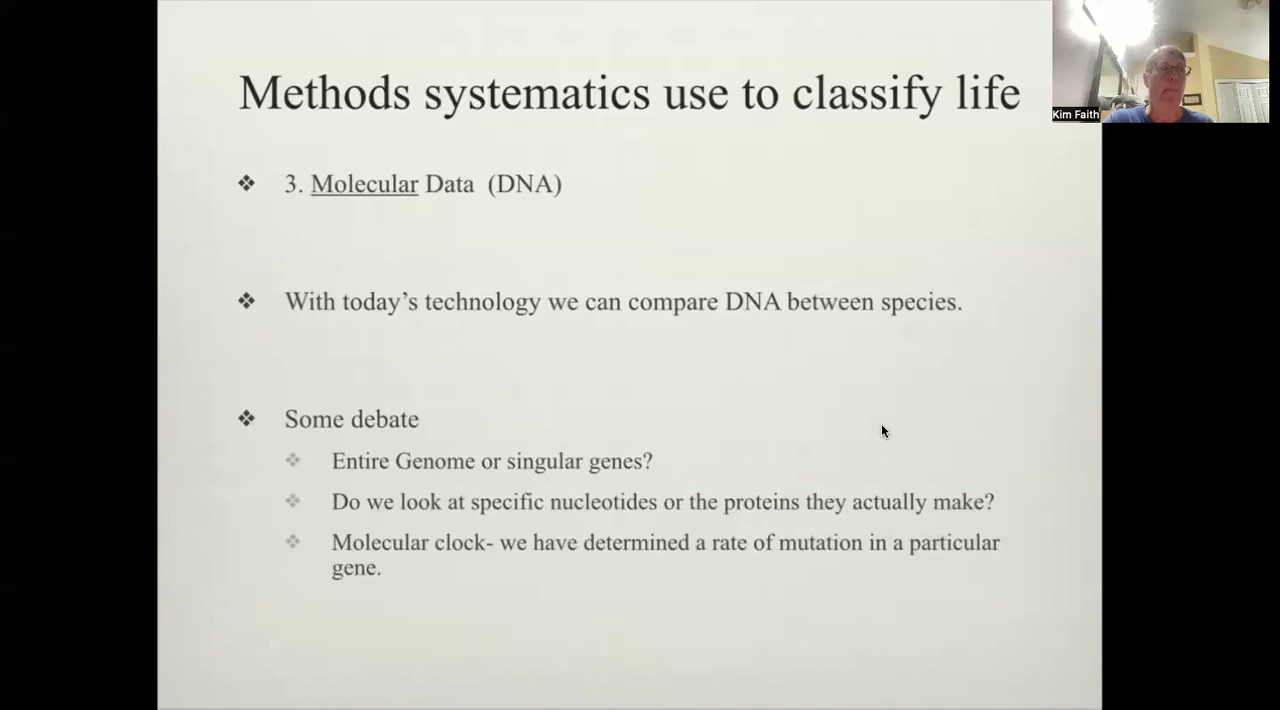 Methods systematics use to classify life
Kim Faith
❖ 3. Molecular Data (DNA)
❖ With today’s technology we can compare DNA between species.
❖ Some debate
❖ Entire Genome or singular genes?
❖ Do we look at specific nucleotides or the proteins they actually make?
❖ Molecular clock- we have determined a rate of mutation in a particular
gene.